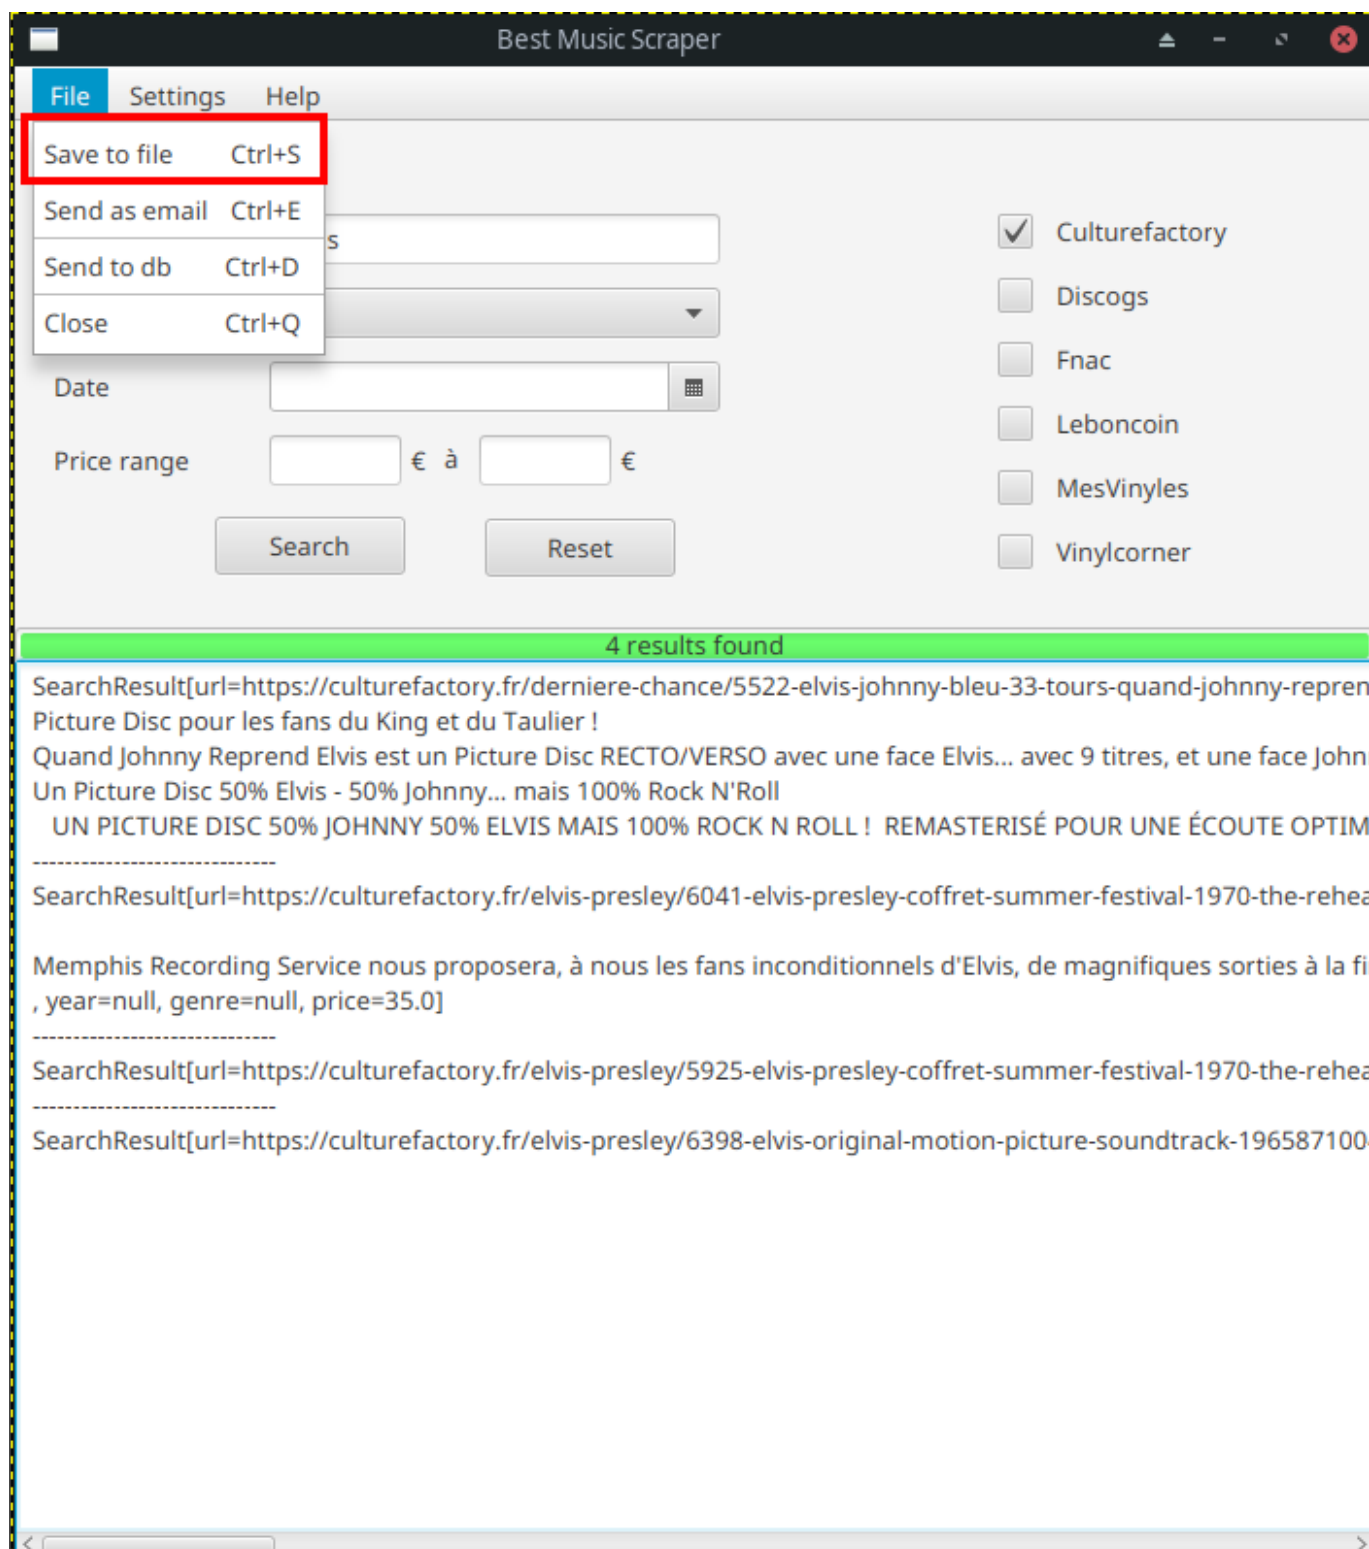 Best Music Scraper
File Settings Help
Save to file Ctrl+S
Send as email Ctrl+E
Send to db Ctrl+D
Close Ctrl+Q
s
Date
Price range € à €
Search Reset
Culturefactory
Discogs
Fnac
Leboncoin
MesVinyles
Vinylcorner
4 results found
SearchResult[url=https://culturefactory.fr/derniere-chance/5522-elvis-johnny-bleu-33-tours-quand-johnny-repren
Picture Disc pour les fans du King et du Taulier !
Quand Johnny Reprend Elvis est un Picture Disc RECTO/VERSO avec une face Elvis... avec 9 titres, et une face John
Un Picture Disc 50% Elvis - 50% Johnny... mais 100% Rock N'Roll
UN PICTURE DISC 50% JOHNNY 50% ELVIS MAIS 100% ROCK N ROLL ! REMASTERISÉ POUR UNE ÉCOUTE OPTIM
------------------------------
SearchResult[url=https://culturefactory.fr/elvis-presley/6041-elvis-presley-coffret-summer-festival-1970-the-rehea
Memphis Recording Service nous proposera, à nous les fans inconditionnels d'Elvis, de magnifiques sorties à la fi
, year=null, genre=null, price=35.0]
------------------------------
SearchResult[url=https://culturefactory.fr/elvis-presley/5925-elvis-presley-coffret-summer-festival-1970-the-rehea
------------------------------
SearchResult[url=https://culturefactory.fr/elvis-presley/6398-elvis-original-motion-picture-soundtrack-196587100